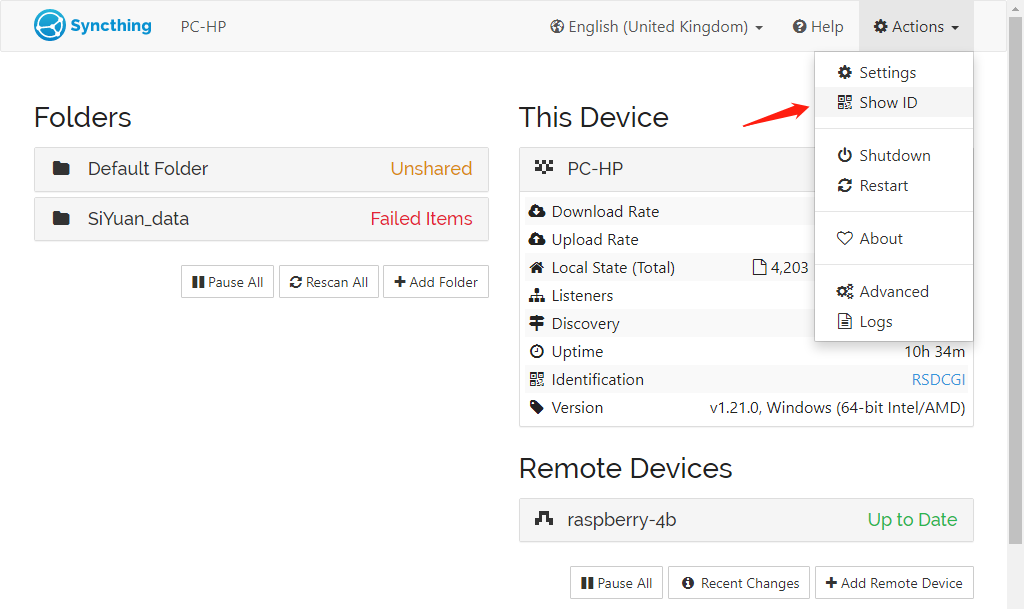 Syncthing PC-HP English (United Kingdom) Help Actions
Settings
Show ID
Shutdown
Restart
About
Advanced
Logs
Folders
Default Folder Unshared
SiYuan_data Failed Items
Pause All Rescan All Add Folder
This Device
PC-HP
Download Rate
Upload Rate
Local State (Total) 4,203
Listeners
Discovery
Uptime 10h 34m
Identification RSDCGI
Version v1.21.0, Windows (64-bit Intel/AMD)
Remote Devices
raspberry-4b Up to Date
Pause All Recent Changes Add Remote Device